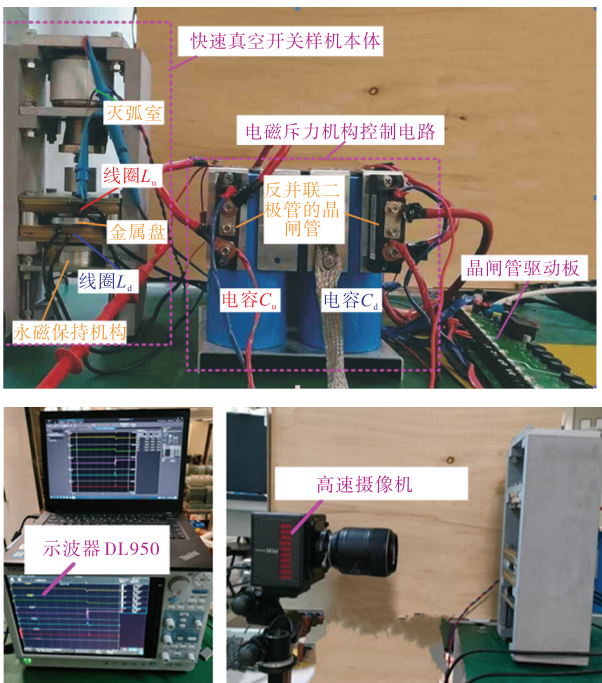 快速真空开关样机本体
灭弧室
电磁斥力机构控制电路
线圈Lu
反并联二
极管的晶
闸管
金属盘
线圈Ld
晶闸管驱动板
电容Cu
电容Cd
永磁保持机构
高速摄像机
示波器DL950